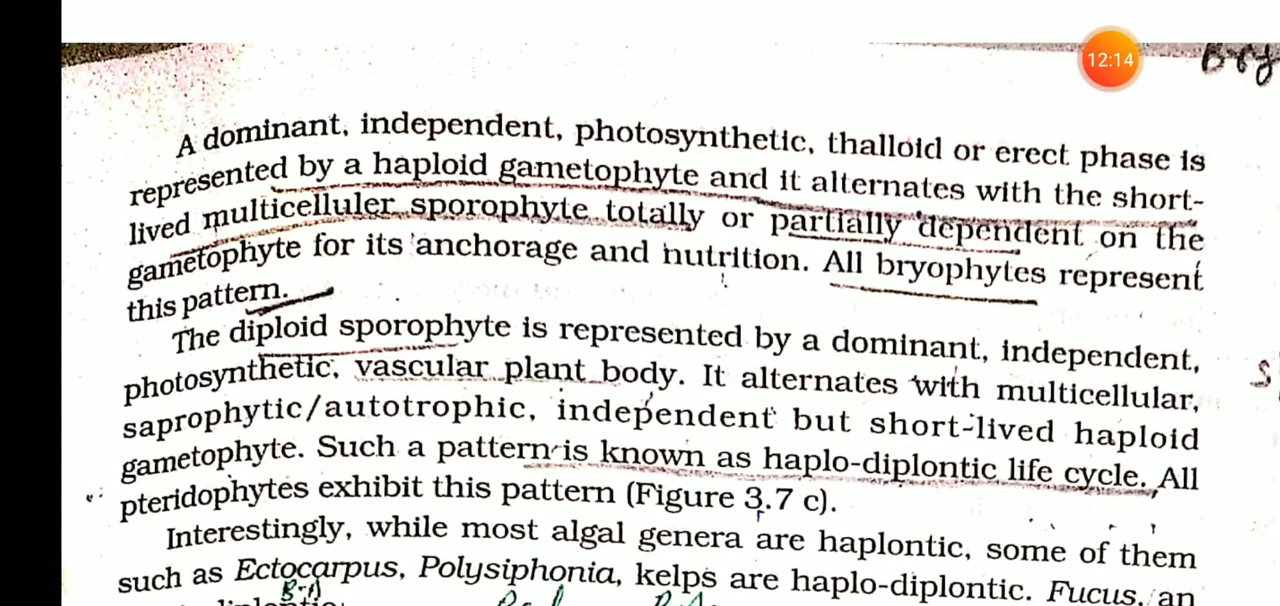 12:14
A dominant, independent, photosynthetic, thalloid or erect phase is
represented by a haploid gametophyte and it alternates with the short-
lived multicelluler sporophyte totally or partially dependent on the
gametophyte for its anchorage and nutrition. All bryophytes represent
this pattern.
The diploid sporophyte is represented by a dominant, independent,
photosynthetic, vascular plant body. It alternates with multicellular,
saprophytic/autotrophic, independent but short-lived haploid
gametophyte. Such a pattern is known as haplo-diplontic life cycle. All
pteridophytes exhibit this pattern (Figure 3.7 c).
Interestingly, while most algal genera are haplontic, some of them
such as Ectocarpus, Polysiphonia, kelps are haplo-diplontic. Fucus, an